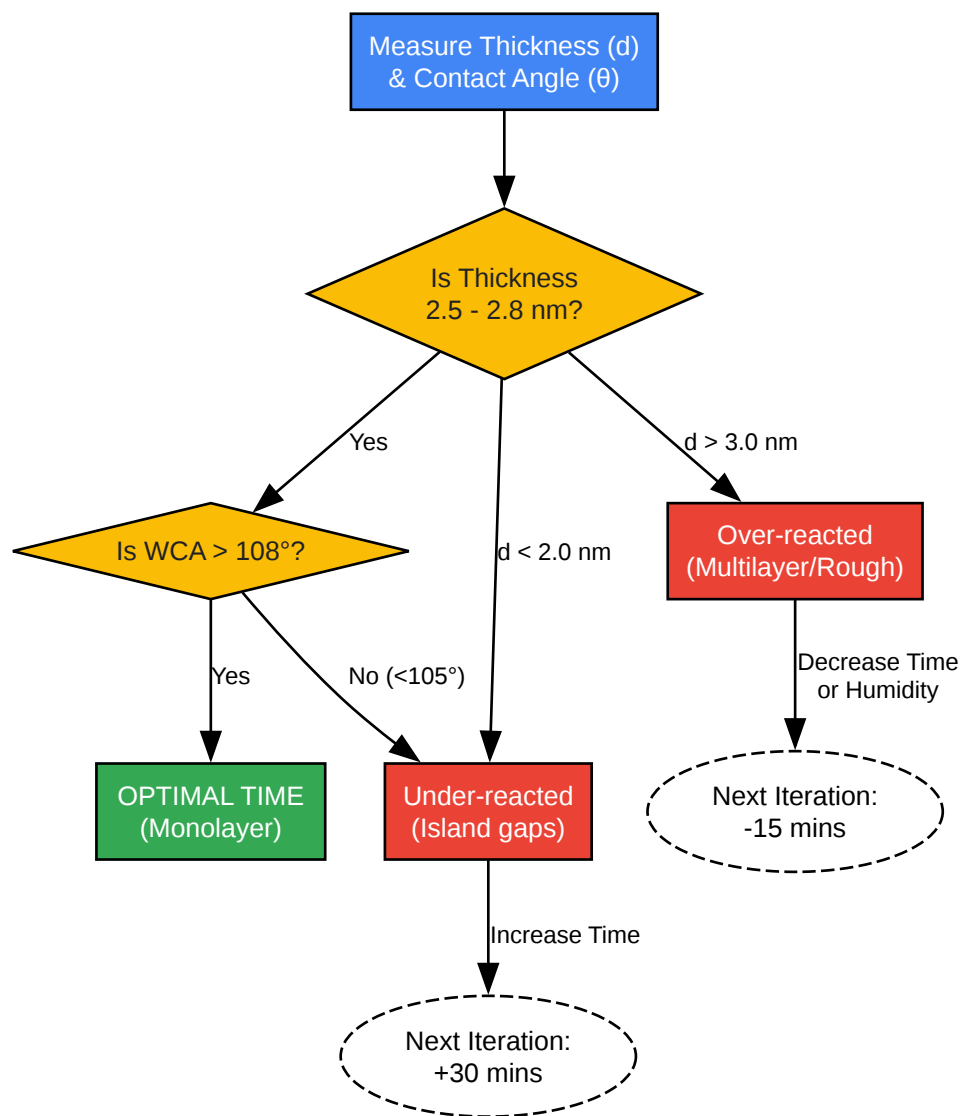 Measure Thickness (d)
& Contact Angle (θ)
Is Thickness
2.5 - 2.8 nm?
Yes
d < 2.0 nm
d > 3.0 nm
Is WCA > 108°?
Over-reacted
(Multilayer/Rough)
Yes
No (<105°)
Decrease Time
or Humidity
OPTIMAL TIME
(Monolayer)
Under-reacted
(Island gaps)
Next Iteration:
-15 mins
Increase Time
Next Iteration:
+30 mins